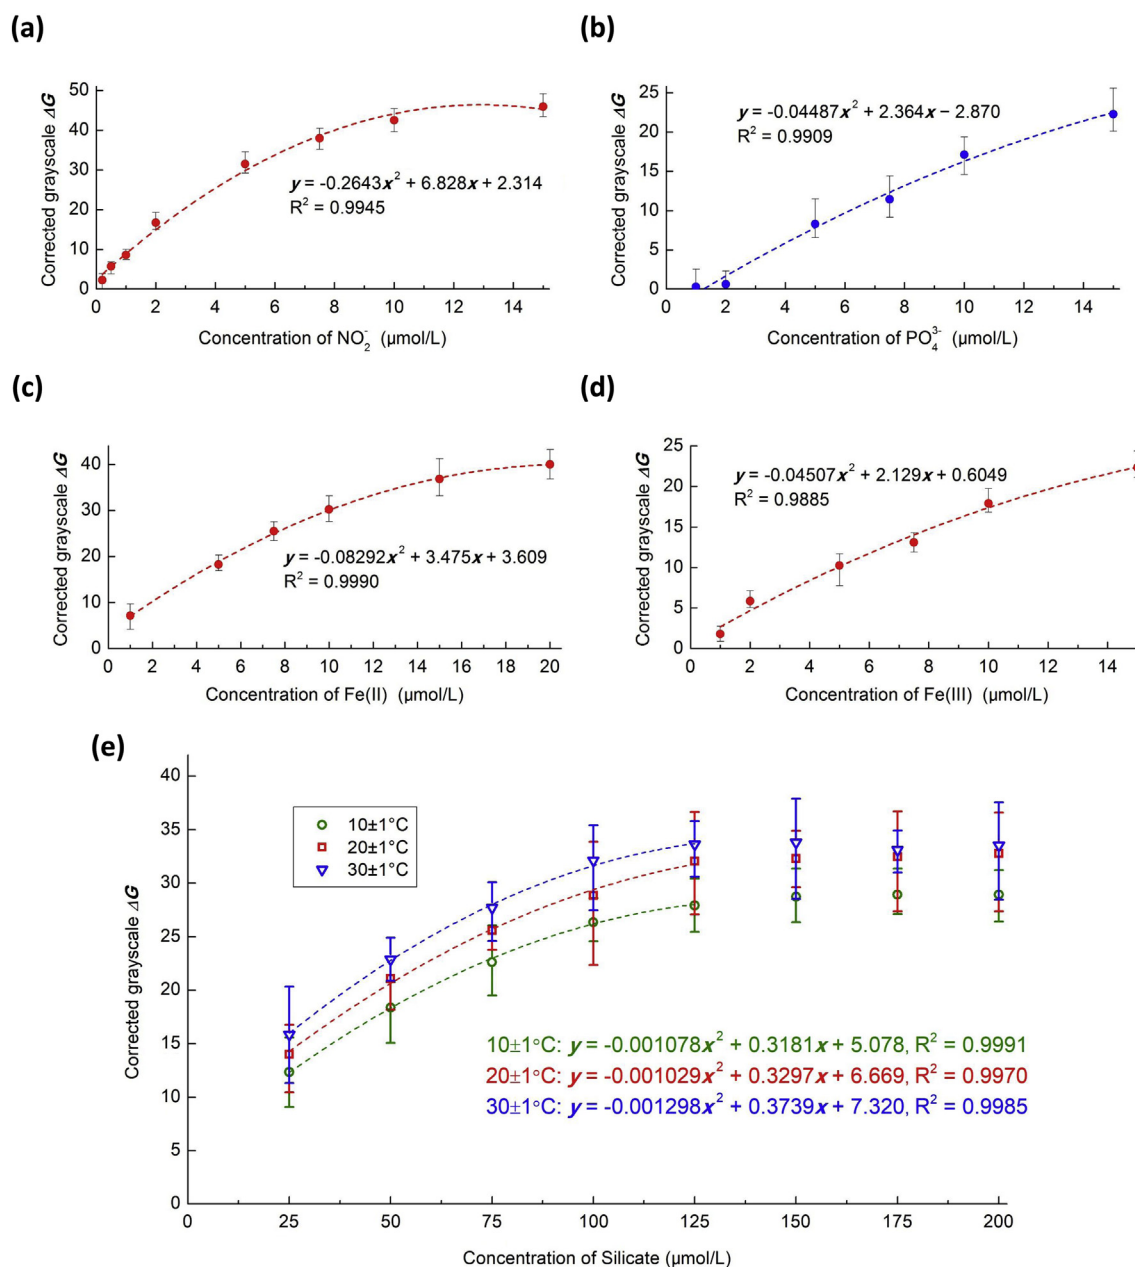 (a)
50
40
30
20
10
0
0 2 4 6 8 10 12 14
Corrected grayscale ΔG
y = -0.2643x² + 6.828x + 2.314
R² = 0.9945
Concentration of NO₂⁻ (µmol/L)
(b)
25
20
15
10
5
0
0 2 4 6 8 10 12 14
Corrected grayscale ΔG
y = -0.04487x² + 2.364x − 2.870
R² = 0.9909
Concentration of PO₄³⁻ (µmol/L)
(c)
40
30
20
10
0
0 2 4 6 8 10 12 14 16 18 20
Corrected grayscale ΔG
y = -0.08292x² + 3.475x + 3.609
R² = 0.9990
Concentration of Fe(II) (µmol/L)
(d)
25
20
15
10
5
0
0 2 4 6 8 10 12 14
Corrected grayscale ΔG
y = -0.04507x² + 2.129x + 0.6049
R² = 0.9885
Concentration of Fe(III) (µmol/L)
(e)
40
35
30
25
20
15
10
5
0
Corrected grayscale ΔG
10±1°C
20±1°C
30±1°C
10±1°C: y = -0.001078x² + 0.3181x + 5.078, R² = 0.9991
20±1°C: y = -0.001029x² + 0.3297x + 6.669, R² = 0.9970
30±1°C: y = -0.001298x² + 0.3739x + 7.320, R² = 0.9985
0 25 50 75 100 125 150 175 200
Concentration of Silicate (µmol/L)